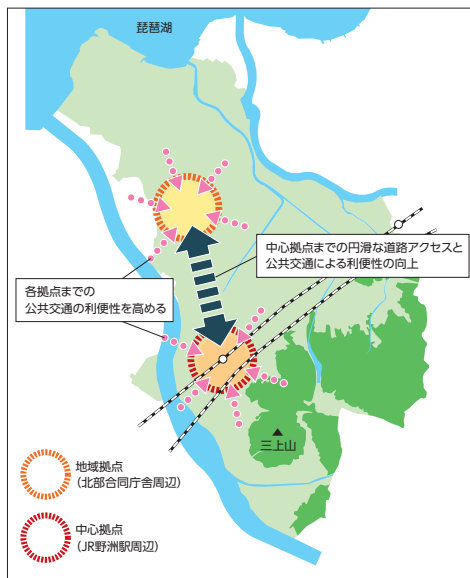 琵琶湖
中心拠点までの円滑な道路アクセスと
公共交通による利便性の向上
各拠点までの
公共交通の利便性を高める
三上山
地域拠点
（北部合同庁舎周辺）
中心拠点
（JR野洲駅周辺）